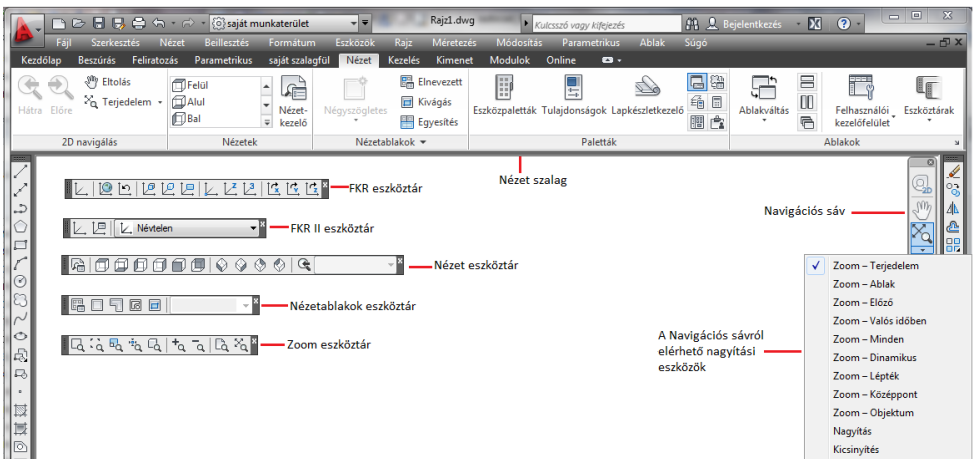 saját munkaterület
Rajz1.dwg
Kulcsszó vagy kifejezés
Bejelentkezés
Fájl Szerkesztés Nézet Beillesztés Formátum Eszközök Rajz Méretezés Módosítás Parametrikus Ablak Súgó
Kezdőlap Beszúrás Feliratozás Parametrikus saját szalagfül Nézet Kezelés Kimenet Modulok Online
Hátra
Előre
Eltolás
Terjedelem
2D navigálás
Felül
Alul
Bal
Nézet-
kezelő
Nézetek
Négyszögletes
Elnevezett
Kivágás
Egyesítés
Nézetablakok
Eszközpaletták
Tulajdonságok
Lapkészletkezelő
Paletták
Ablakváltás
Felhasználói
kezelőfelület
Eszköztárak
Ablakok
Nézet szalag
FKR eszköztár
Navigációs sáv
Névtelen
FKR II eszköztár
Nézet eszköztár
Nézetablakok eszköztár
Zoom eszköztár
A Navigációs sávról
elérhető nagyítási
eszközök
Zoom – Terjedelem
Zoom – Ablak
Zoom – Előző
Zoom – Valós időben
Zoom – Minden
Zoom – Dinamikus
Zoom – Lépték
Zoom – Középpont
Zoom – Objektum
Nagyítás
Kicsinyítés